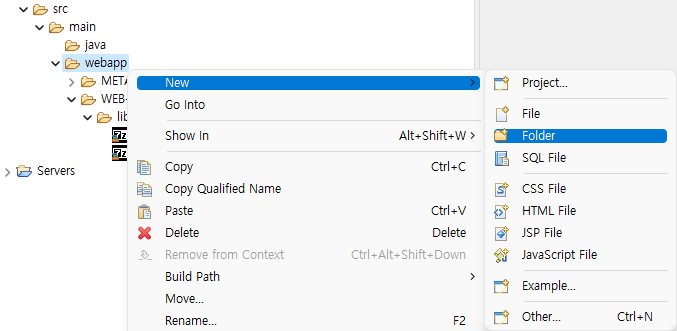 src
main
java
webapp
META
WEB-
lib
Servers
New
Go Into
Show In Alt+Shift+W
Copy Ctrl+C
Copy Qualified Name
Paste Ctrl+V
Delete Delete
Remove from Context Ctrl+Alt+Shift+Down
Build Path
Move...
Rename... F2
Project...
File
Folder
SQL File
CSS File
HTML File
JSP File
JavaScript File
Example...
Other... Ctrl+N